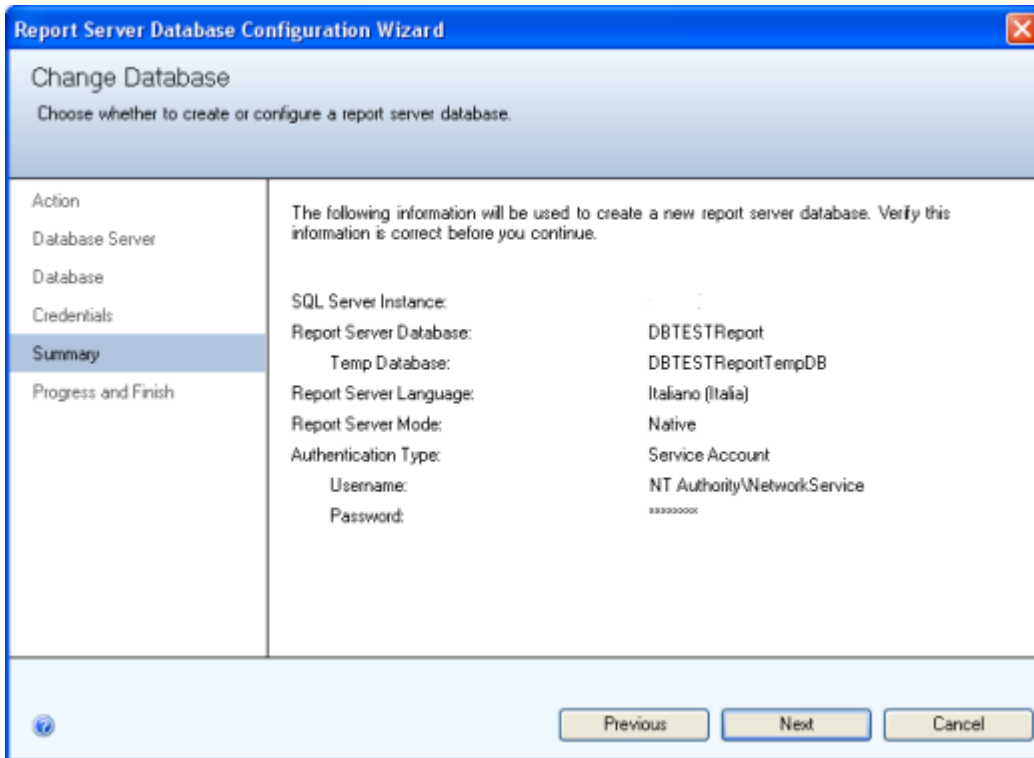 Report Server Database Configuration Wizard
Change Database
Choose whether to create or configure a report server database.
Action
Database Server
Database
Credentials
Summary
Progress and Finish
The following information will be used to create a new report server database. Verify this
information is correct before you continue.
SQL Server Instance:
Report Server Database: DBTESTReport
Temp Database: DBTESTReportTempDB
Report Server Language: Italiano (Italia)
Report Server Mode: Native
Authentication Type: Service Account
Username: NT Authority\NetworkService
Password: ********
Previous Next Cancel